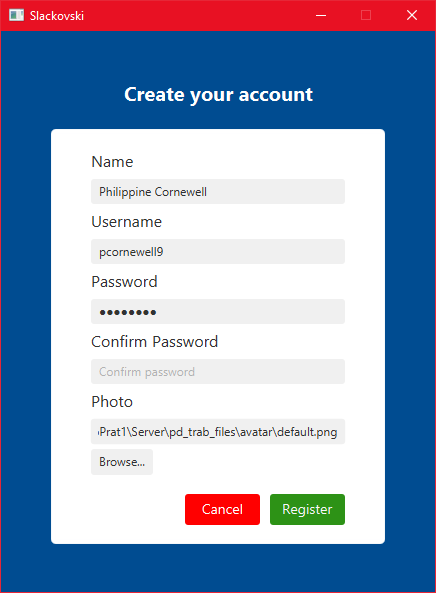 Slackovski
Create your account
Name
Philippine Cornewell
Username
pcornewell9
Password
●●●●●●●●
Confirm Password
Confirm password
Photo
Prat1\Server\pd_trab_files\avatar\default.png
Browse...
Cancel
Register